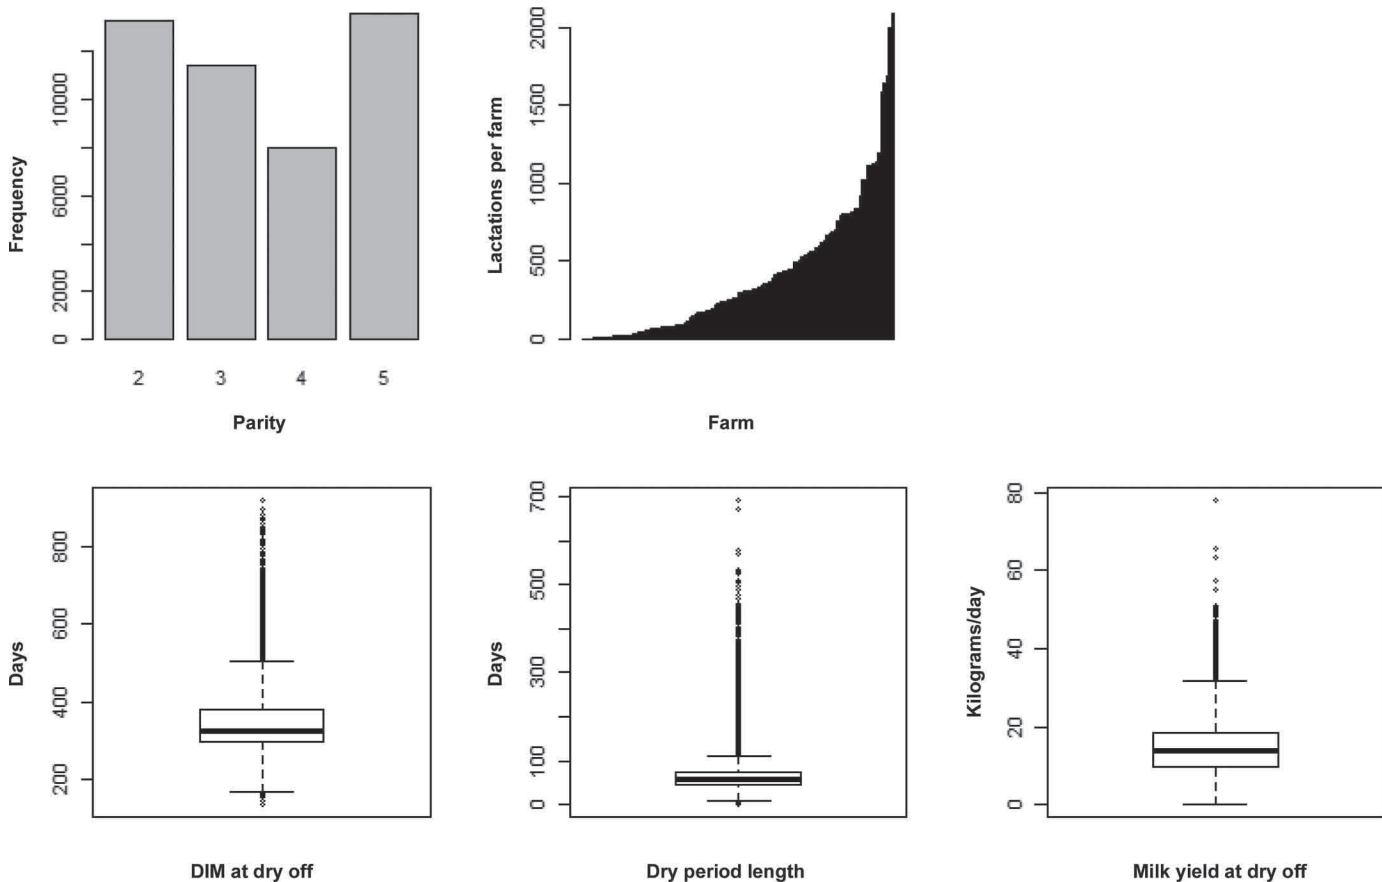 Frequency
0
2000
6000
10000
2
3
4
5
Parity
Lactations per farm
0
500
1000
1500
2000
Farm
Days
200
400
600
800
DIM at dry off
Days
0
100
300
500
700
Dry period length
Kilograms/day
0
20
40
60
80
Milk yield at dry off